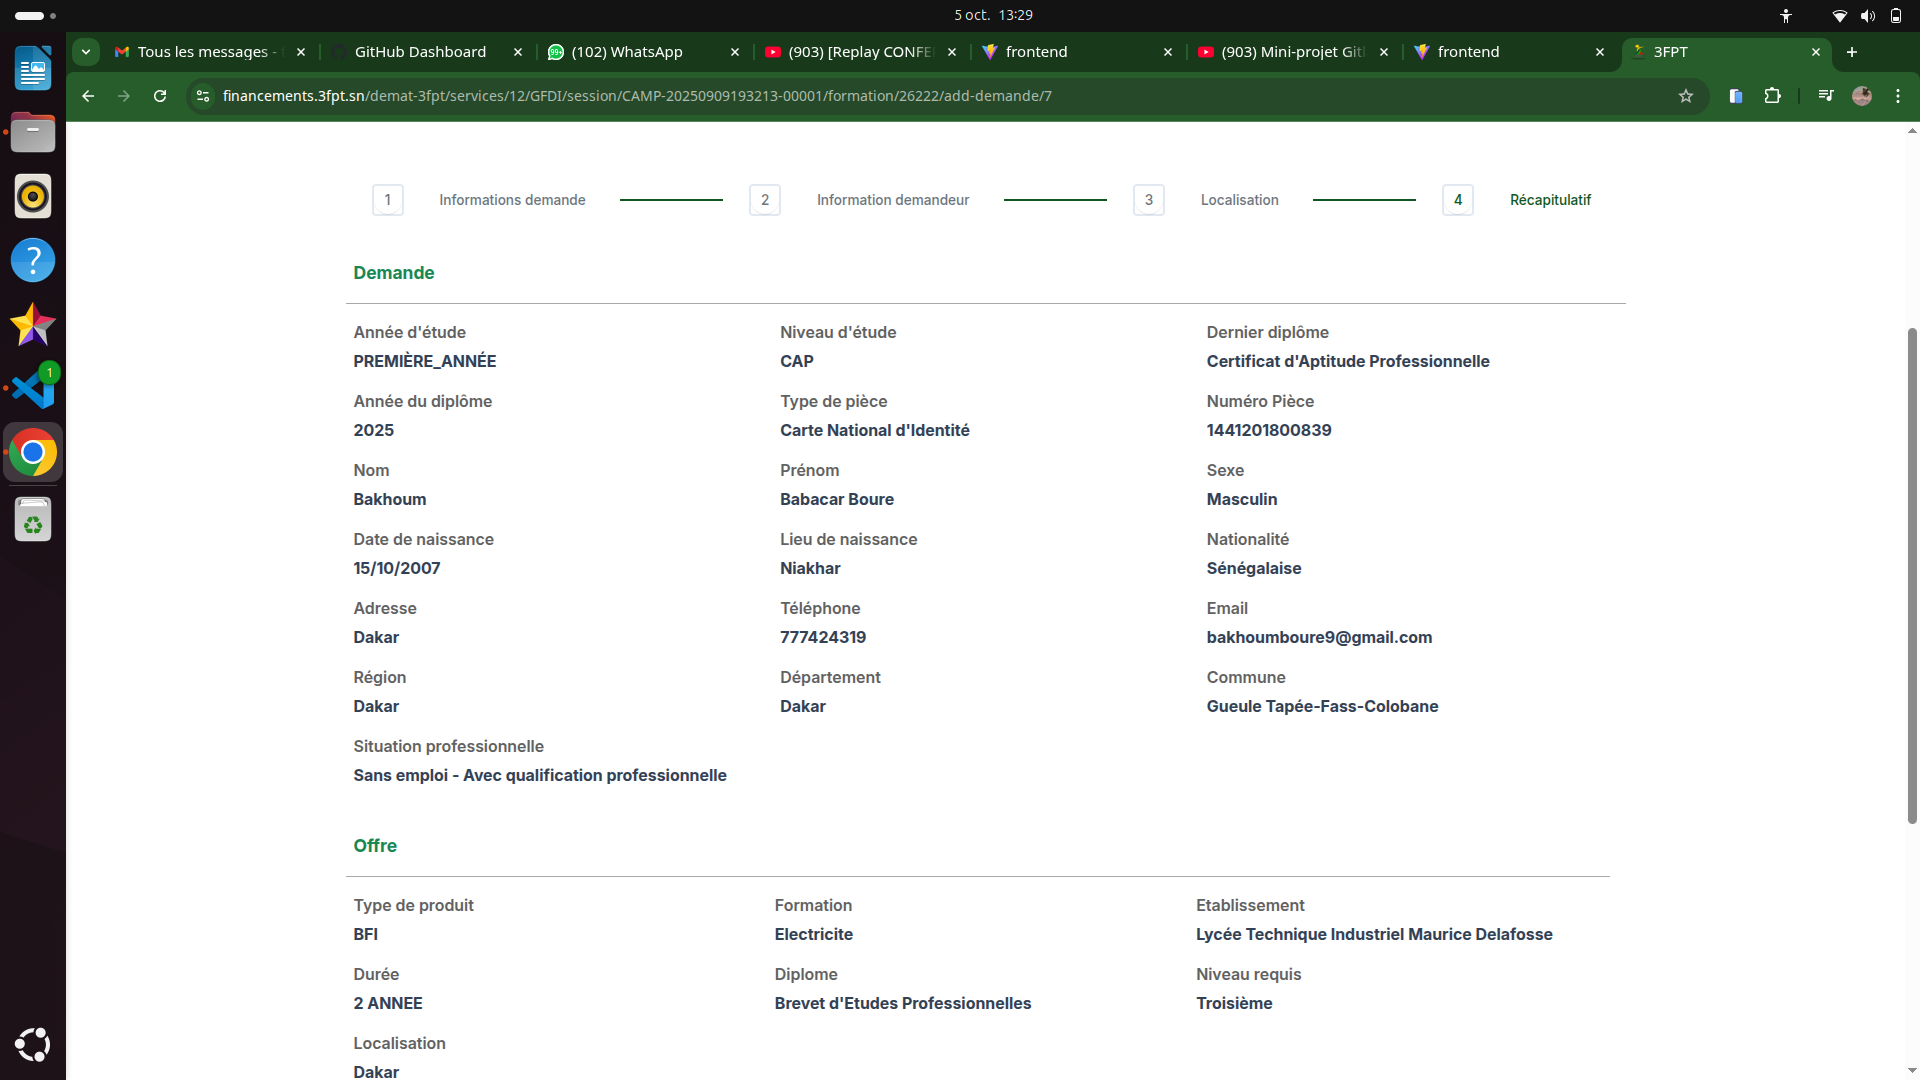 5 oct. 13:29
Tous les messages -
GitHub Dashboard
(102) WhatsApp
(903) [Replay CONFE
frontend
(903) Mini-projet Git
frontend
3FPT
financements.3fpt.sn/demat-3fpt/services/12/GFDI/session/CAMP-20250909193213-00001/formation/26222/add-demande/7
1 Informations demande 2 Information demandeur 3 Localisation 4 Récapitulatif
Demande
Année d'étude Niveau d'étude Dernier diplôme
PREMIÈRE_ANNÉE CAP Certificat d'Aptitude Professionnelle
Année du diplôme Type de pièce Numéro Pièce
2025 Carte National d'Identité 1441201800839
Nom Prénom Sexe
Bakhoum Babacar Boure Masculin
Date de naissance Lieu de naissance Nationalité
15/10/2007 Niakhar Sénégalaise
Adresse Téléphone Email
Dakar 777424319 bakhoumboure9@gmail.com
Région Département Commune
Dakar Dakar Gueule Tapée-Fass-Colobane
Situation professionnelle
Sans emploi - Avec qualification professionnelle
Offre
Type de produit Formation Etablissement
BFI Electricite Lycée Technique Industriel Maurice Delafosse
Durée Diplome Niveau requis
2 ANNEE Brevet d'Etudes Professionnelles Troisième
Localisation
Dakar
1
99+